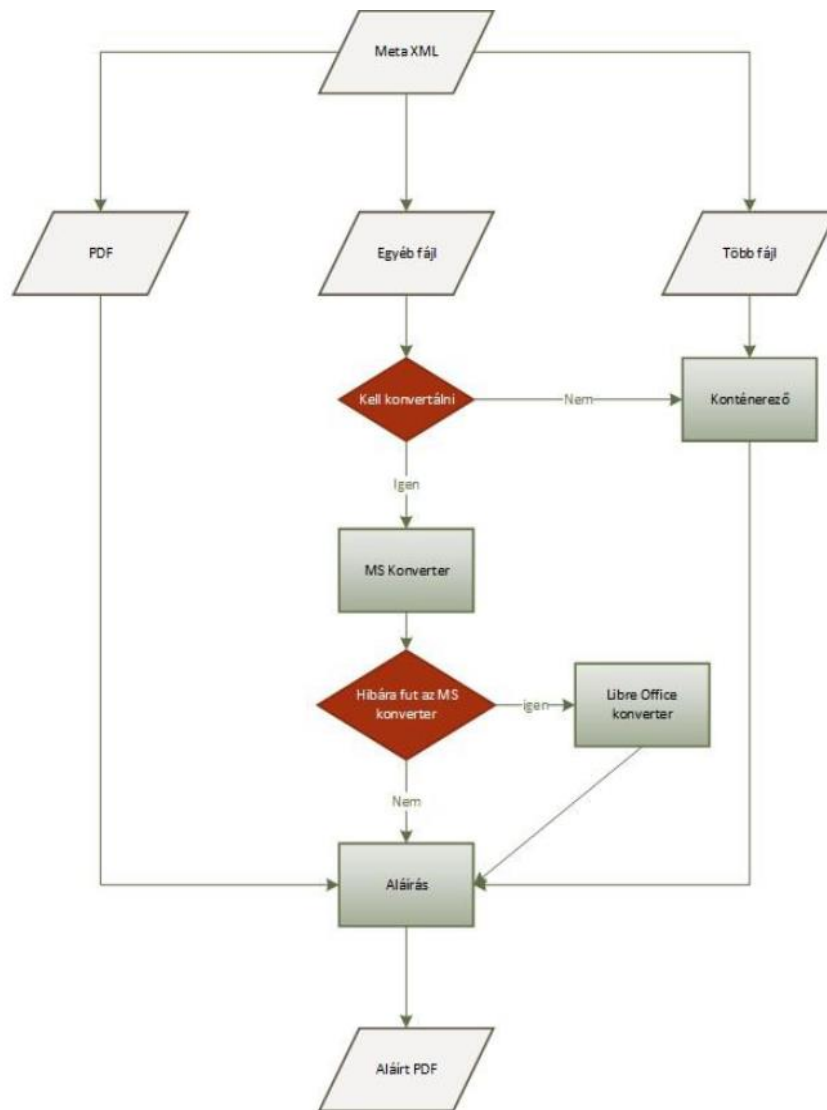 Meta XML
PDF
Egyéb fájl
Több fájl
Kell konvertálni
Nem
Konténerező
Igen
MS Konverter
Hibára fut az MS
konverter
igen
Libre Office
konverter
Nem
Aláírás
Aláírt PDF